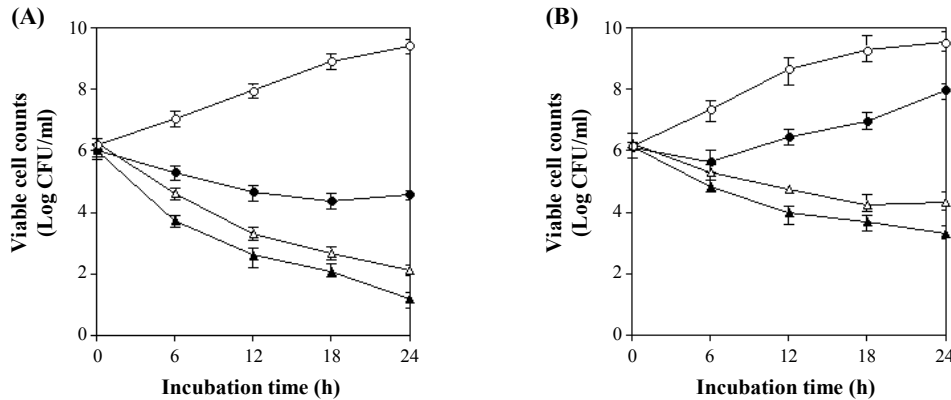 (A)
Viable cell counts
(Log CFU/ml)
10
8
6
4
2
0
0 6 12 18 24
Incubation time (h)
(B)
Viable cell counts
(Log CFU/ml)
10
8
6
4
2
0
0 6 12 18 24
Incubation time (h)